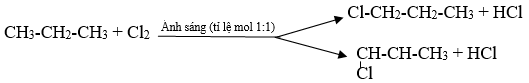 Cl-CH₂-CH₂-CH₃ + HCl
CH₃-CH₂-CH₃ + Cl₂ Ánh sáng (tỉ lệ mol 1:1)
CH-CH₂-CH₃ + HCl
Cl